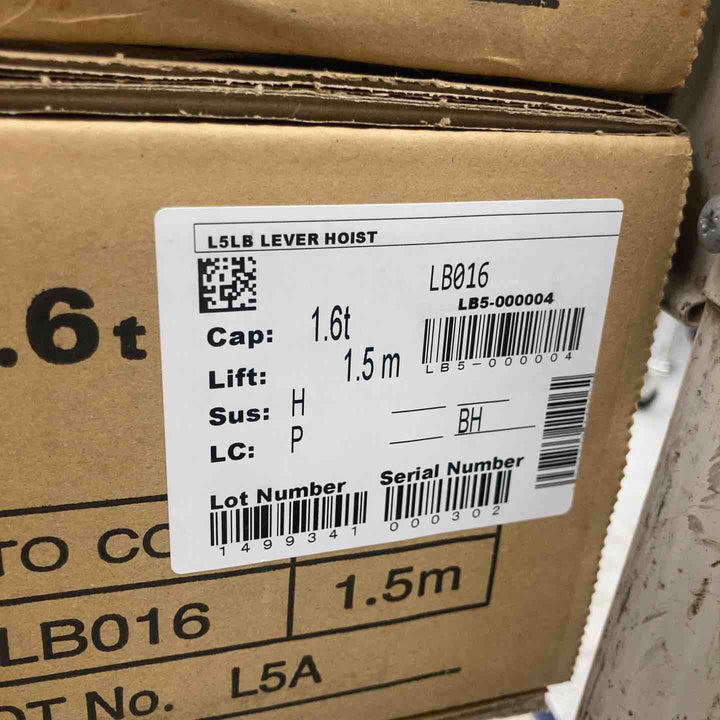 L5LB LEVER HOIST
LB016
LB5-000004
Cap: 1.6t
LB5-000004
Lift: 1.5 m
Sus: H
LC: P
BH
Lot Number
Serial Number
1499341
000302
.6t
TO CO
LB016
1.5m
OT No. L5A